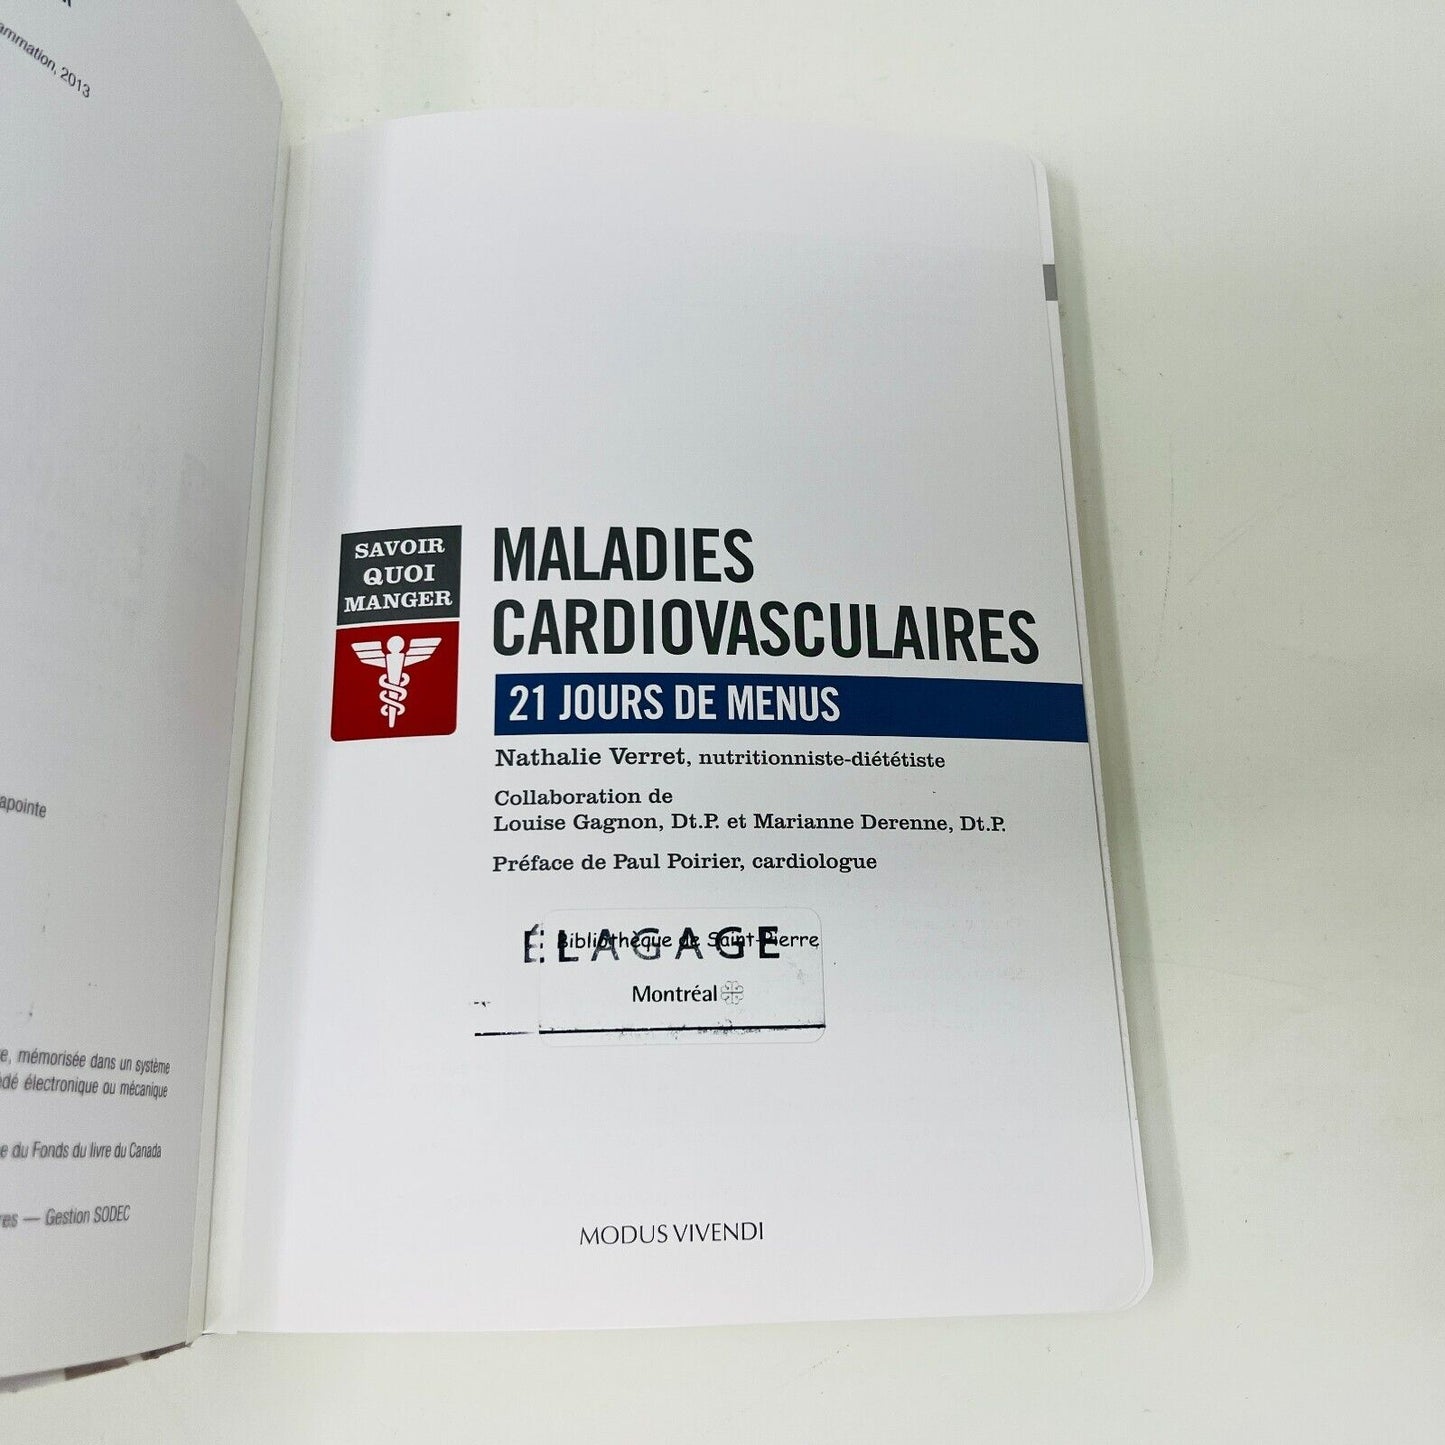 ammation, 2013
apointe
e, mémorisée dans un système
édé électronique ou mécanique
e du Fonds du livre du Canada
res — Gestion SODEC
SAVOIR
QUOI
MANGER
MALADIES
CARDIOVASCULAIRES
21 JOURS DE MENUS
Nathalie Verret, nutritionniste-diététiste
Collaboration de
Louise Gagnon, Dt.P. et Marianne Derenne, Dt.P.
Préface de Paul Poirier, cardiologue
Bibliothèque de Saint-Pierre
ÉLAGAGE
Montréal
MODUS VIVENDI